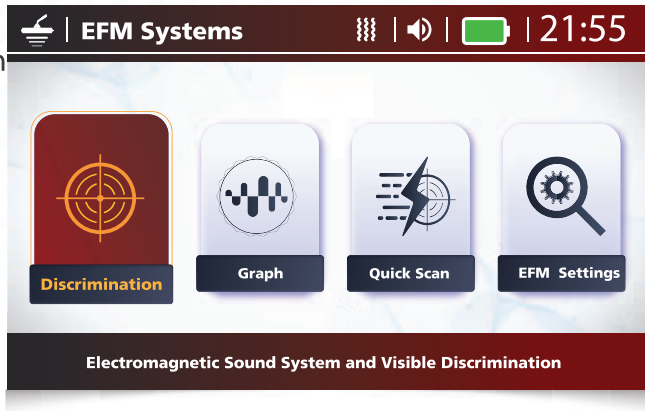 EFM Systems 21:55
Discrimination
Graph
Quick Scan
EFM Settings
Electromagnetic Sound System and Visible Discrimination